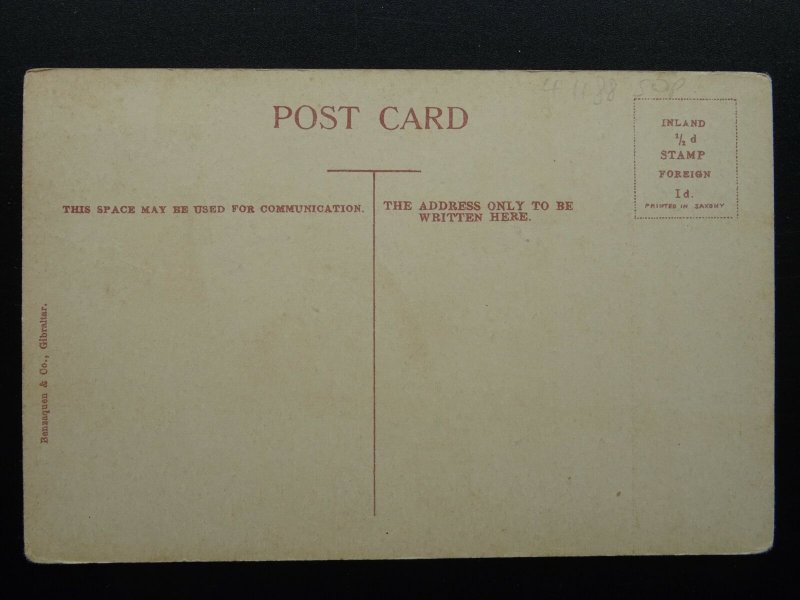 POST CARD
INLAND
½ d
STAMP
FOREIGN
1d.
PRINTED IN SAXONY
THIS SPACE MAY BE USED FOR COMMUNICATION.
THE ADDRESS ONLY TO BE
WRITTEN HERE.
Benzaquen & Co., Gibraltar.